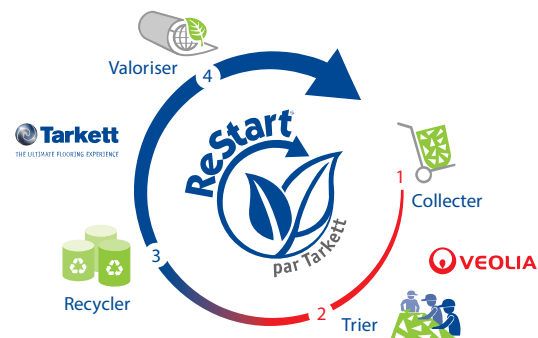 Valoriser
4
Tarkett
THE ULTIMATE FLOORING EXPERIENCE
ReStart
par Tarkett
1
Collecter
VEOLIA
3
Recycler
2
Trier